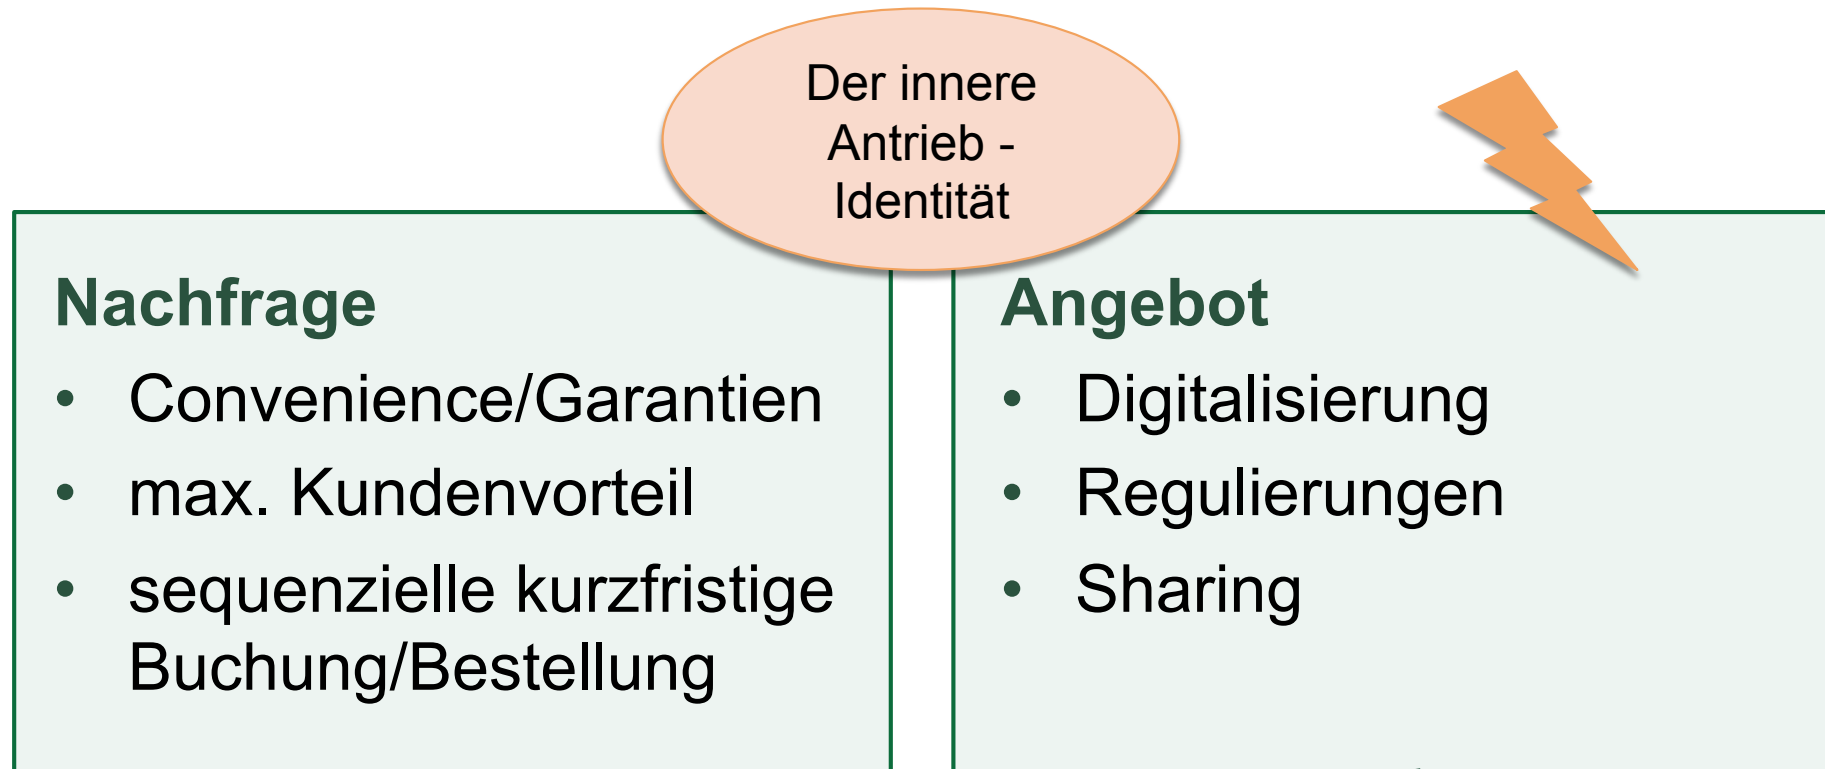 Der innere
Antrieb -
Identität
Nachfrage
• Convenience/Garantien
• max. Kundenvorteil
• sequenzielle kurzfristige
Buchung/Bestellung
Angebot
• Digitalisierung
• Regulierungen
• Sharing